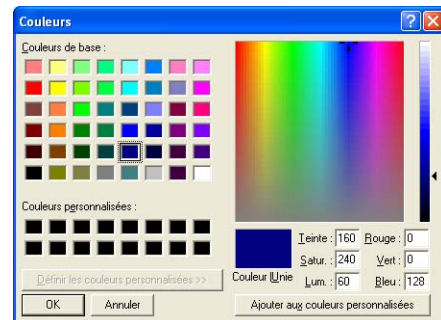 Couleurs
Couleurs de base :
Couleurs personnalisées :
Définir les couleurs personnalisées >>
OK
Annuler
Couleur | Unie
Teinte : 160 Rouge : 0
Satur. : 240 Vert : 0
Lum. : 60 Bleu : 128
Ajouter aux couleurs personnalisées